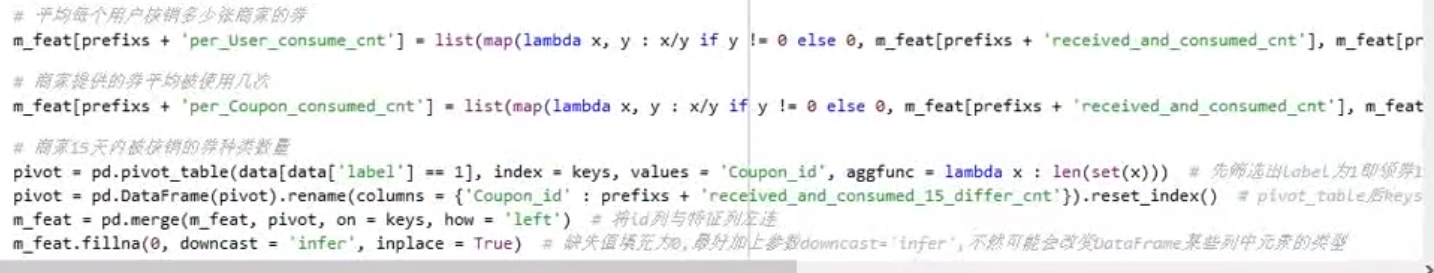 # 平均每个用户核销多少张商家的券
m_feat[prefixs + 'per_User_consume_cnt'] = list(map(lambda x, y : x/y if y != 0 else 0, m_feat[prefixs + 'received_and_consumed_cnt'], m_feat[pr
# 商家提供的券平均被使用几次
m_feat[prefixs + 'per_Coupon_consumed_cnt'] = list(map(lambda x, y : x/y if y != 0 else 0, m_feat[prefixs + 'received_and_consumed_cnt'], m_feat
# 商家15天内被核销的券种类数量
pivot = pd.pivot_table(data[data['label'] == 1], index = keys, values = 'Coupon_id', aggfunc = lambda x : len(set(x))) # 先筛选出label为1即领券1
pivot = pd.DataFrame(pivot).rename(columns = {'Coupon_id' : prefixs + 'received_and_consumed_15_differ_cnt'}).reset_index() # pivot_table后keys
m_feat = pd.merge(m_feat, pivot, on = keys, how = 'left') # 将id列与特征列左连
m_feat.fillna(0, downcast = 'infer', inplace = True) # 缺失值填充为0,最好加上参数downcast='infer',不然可能会改变DataFrame某些列中元素的类型